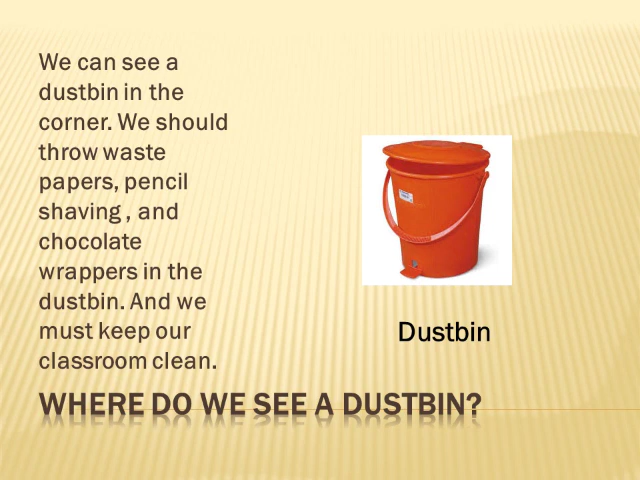 We can see a
dustbin in the
corner. We should
throw waste
papers, pencil
shaving , and
chocolate
wrappers in the
dustbin. And we
must keep our
classroom clean.
Dustbin
WHERE DO WE SEE A DUSTBIN?